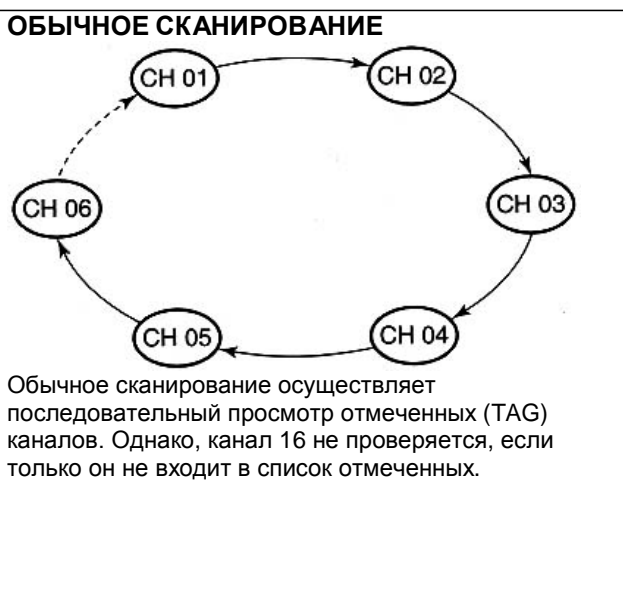 ОБЫЧНОЕ СКАНИРОВАНИЕ
CH 01
CH 02
CH 03
CH 04
CH 05
CH 06
Обычное сканирование осуществляет
последовательный просмотр отмеченных (TAG)
каналов. Однако, канал 16 не проверяется, если
только он не входит в список отмеченных.